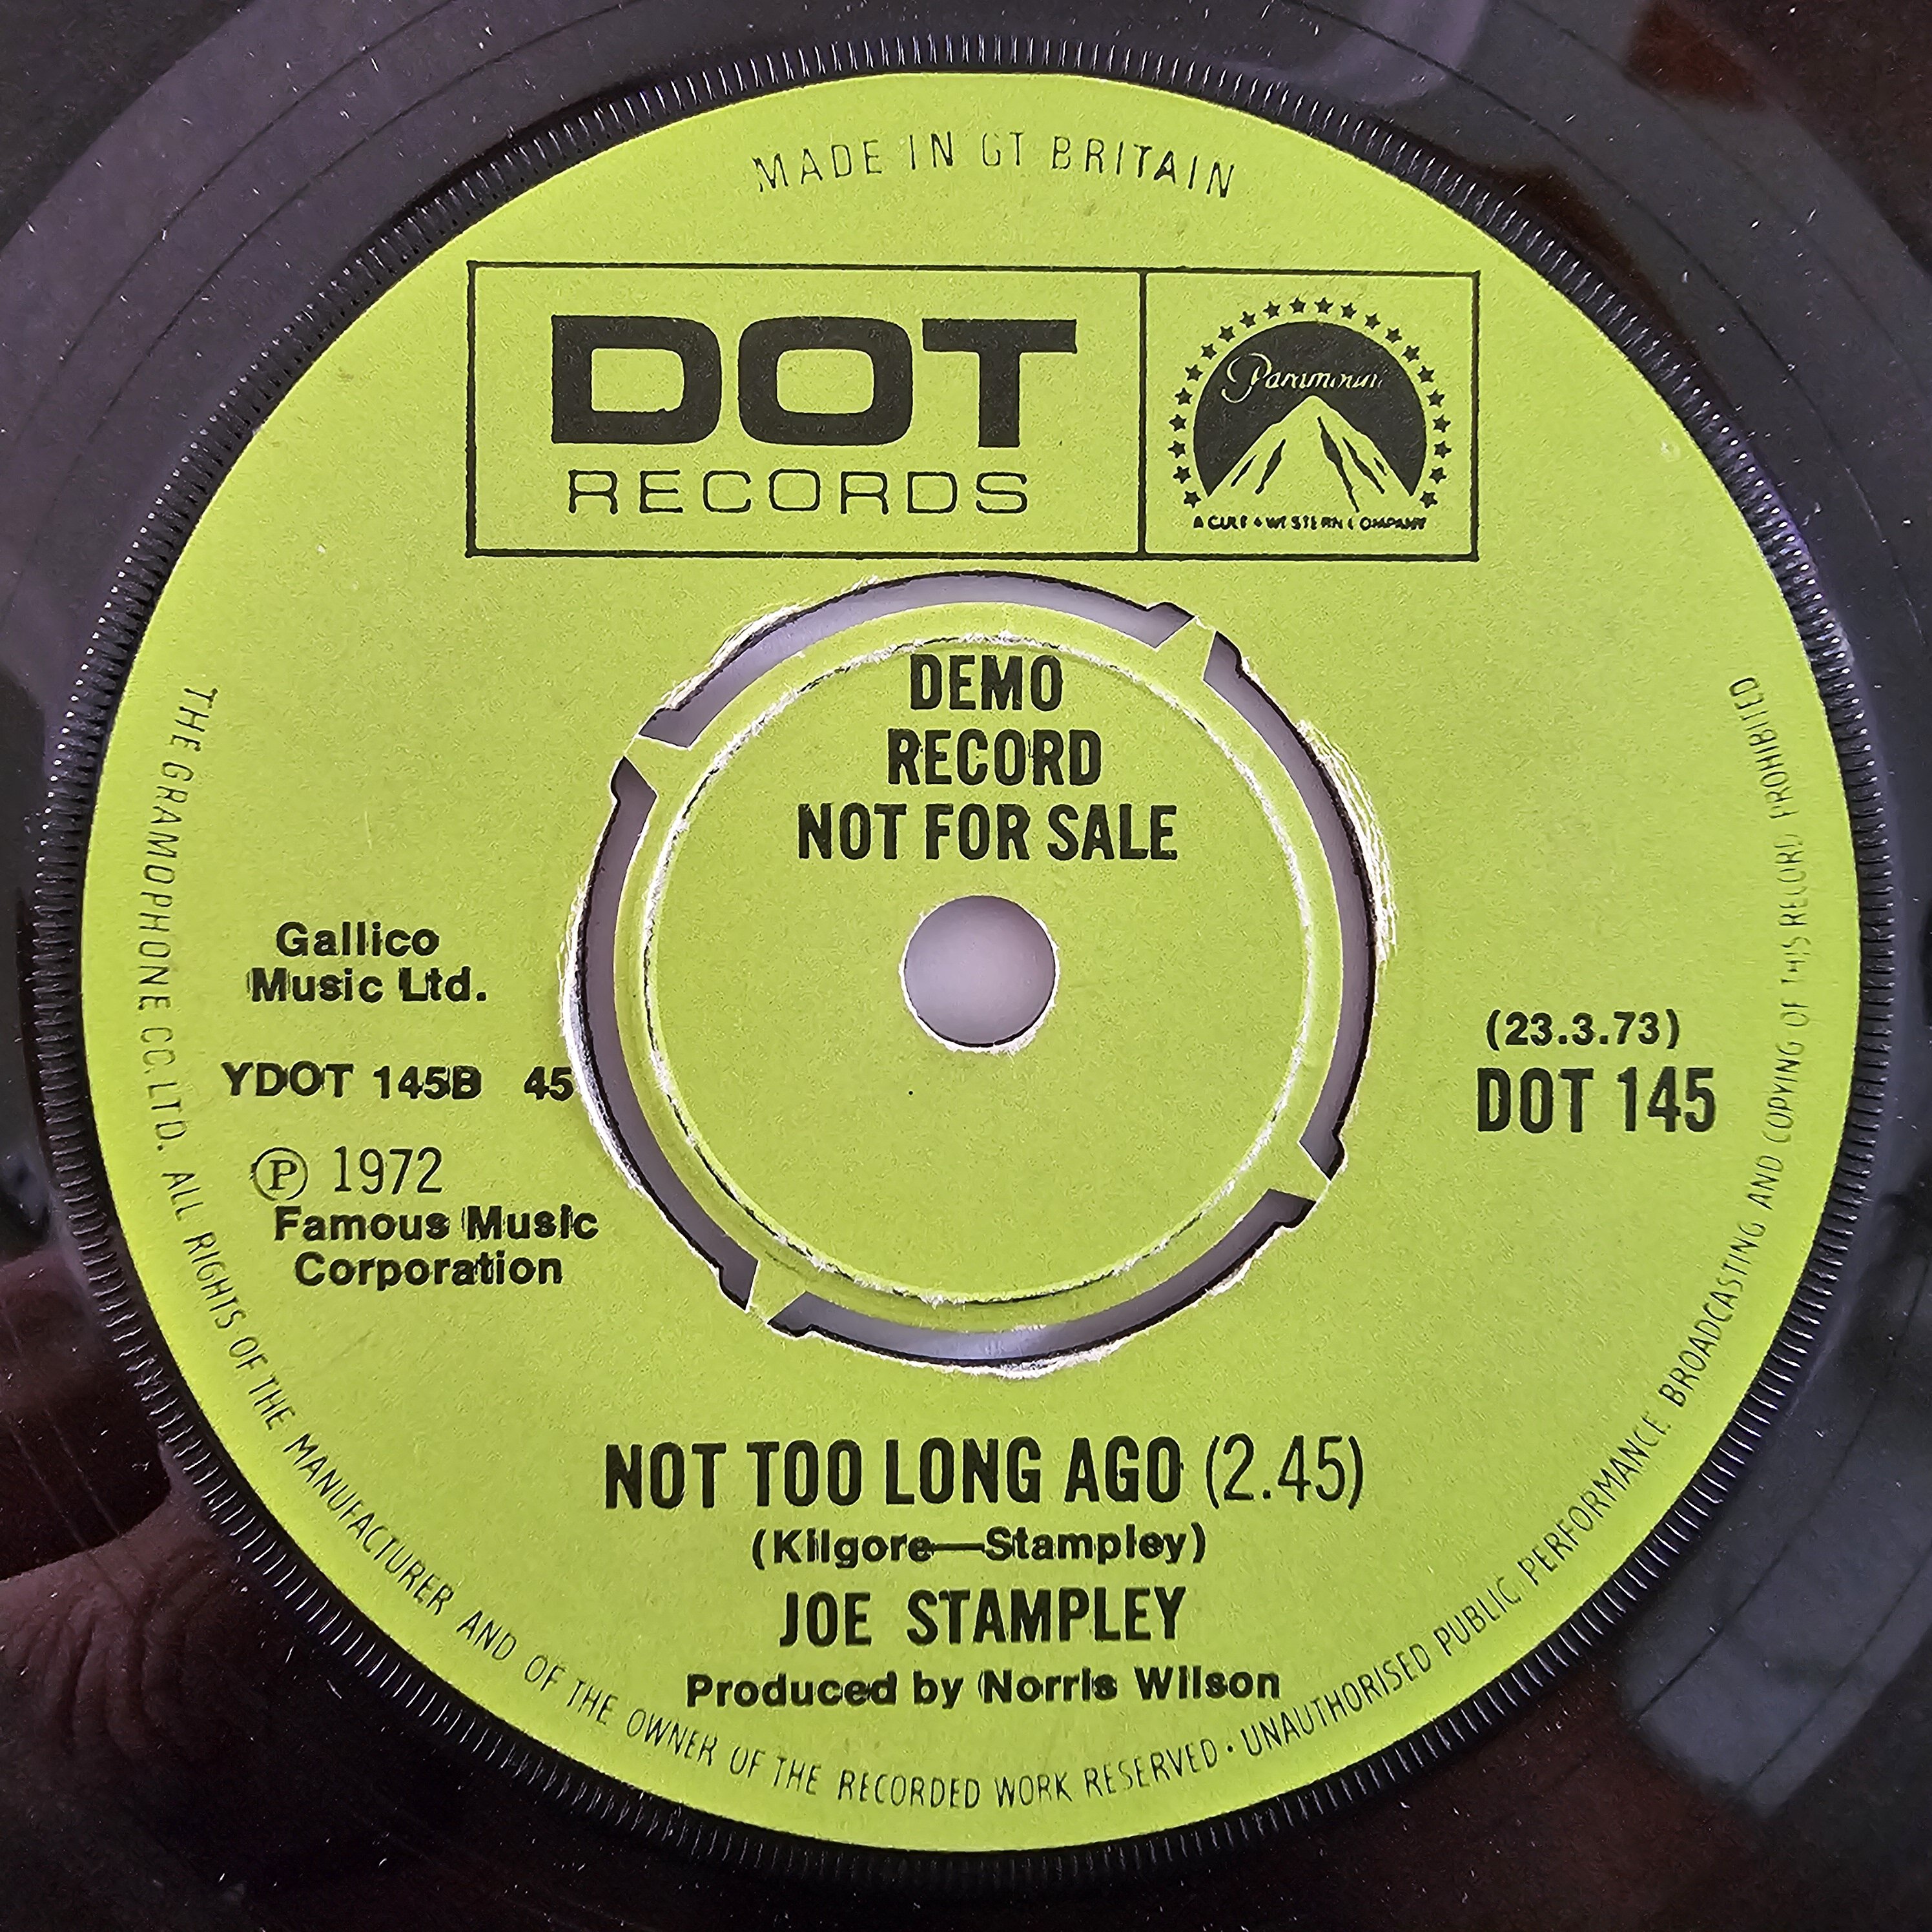 MADE IN GT BRITAIN
DOT
RECORDS
Paramount
A GULF + WESTERN COMPANY
DEMO
RECORD
NOT FOR SALE
Gallico
Music Ltd.
YDOT 145B 45
Ⓟ 1972
Famous Music
Corporation
(23.3.73)
DOT 145
NOT TOO LONG AGO (2.45)
(Kilgore—Stampley)
JOE STAMPLEY
Produced by Norris Wilson
THE GRAMOPHONE CO. LTD. ALL RIGHTS OF THE MANUFACTURER AND OF THE OWNER OF THE RECORDED WORK RESERVED • UNAUTHORISED PUBLIC PERFORMANCE. BROADCASTING AND COPYING OF THIS RECORD PROHIBITED